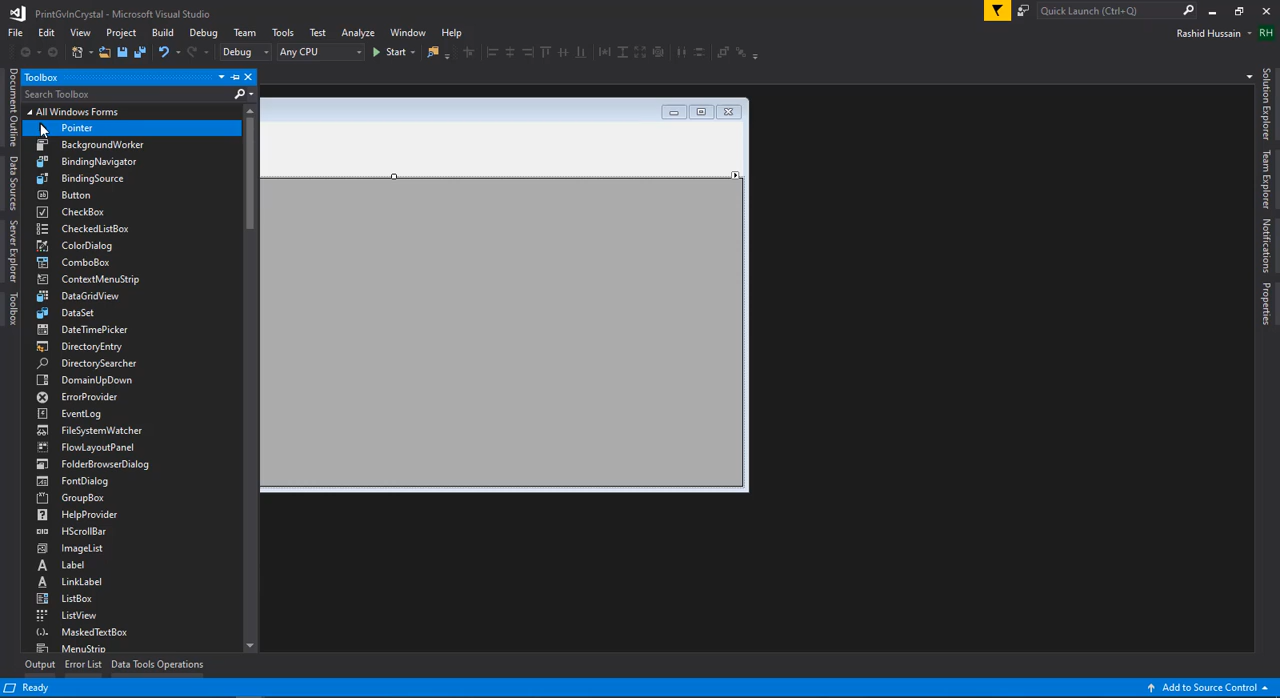 PrintGvInCrystal - Microsoft Visual Studio
Quick Launch (Ctrl+Q)
File Edit View Project Build Debug Team Tools Test Analyze Window Help
Rashid Hussain RH
Debug Any CPU Start
Toolbox
Search Toolbox
All Windows Forms
Pointer
BackgroundWorker
BindingNavigator
BindingSource
Button
CheckBox
CheckedListBox
ColorDialog
ComboBox
ContextMenuStrip
DataGridView
DataSet
DateTimePicker
DirectoryEntry
DirectorySearcher
DomainUpDown
ErrorProvider
EventLog
FileSystemWatcher
FlowLayoutPanel
FolderBrowserDialog
FontDialog
GroupBox
HelpProvider
HScrollBar
ImageList
Label
LinkLabel
ListBox
ListView
MaskedTextBox
MenuStrip
Document Outline
Data Sources
Server Explorer
Toolbox
Solution Explorer
Team Explorer
Notifications
Properties
Output Error List Data Tools Operations
Ready
Add to Source Control